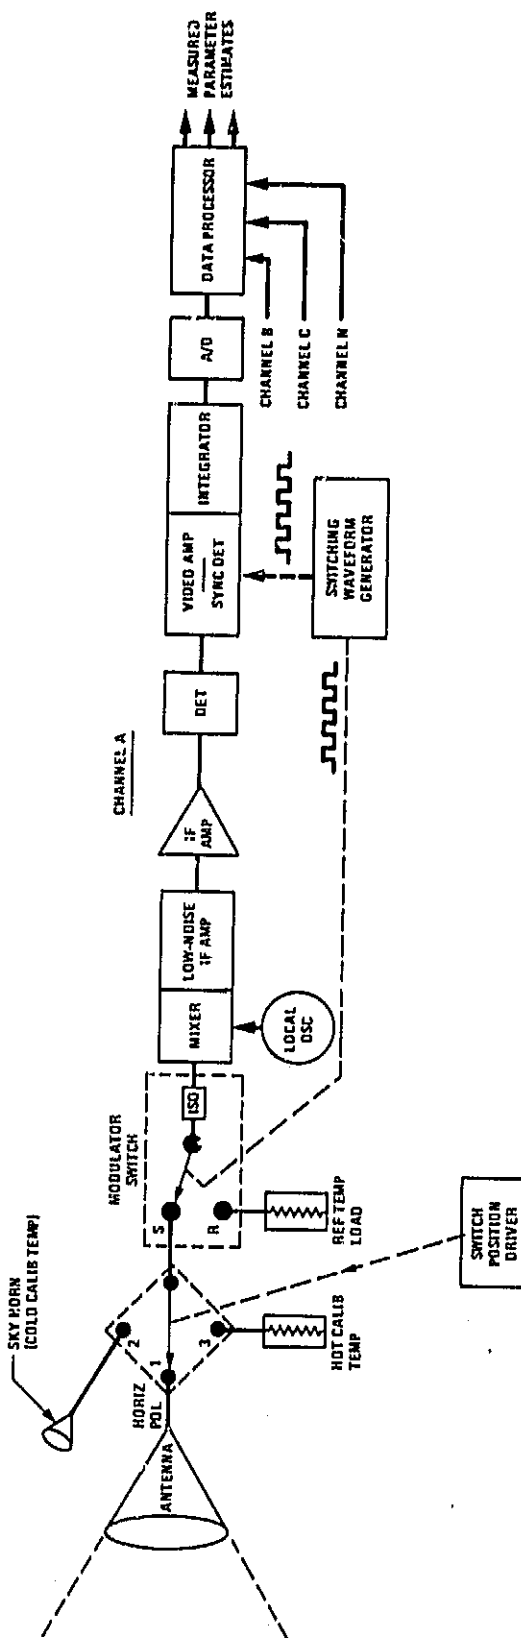 SKY HORN
(COLD CALIB TEMP)
HORIZ
POL
ANTENNA
1
2
3
HOT CALIB
TEMP
SWITCH
POSITION
DRIVER
MODULATOR
SWITCH
S
R
ISO
REF TEMP
LOAD
MIXER
LOCAL
OSC
LOW-NOISE
IF AMP
CHANNEL A
IF
AMP
DET
VIDEO AMP
SYNC DET
INTEGRATOR
SWITCHING
WAVEFORM
GENERATOR
A/D
DATA PROCESSOR
CHANNEL B
CHANNEL C
CHANNEL N
MEASURED
PARAMETER
ESTIMATES